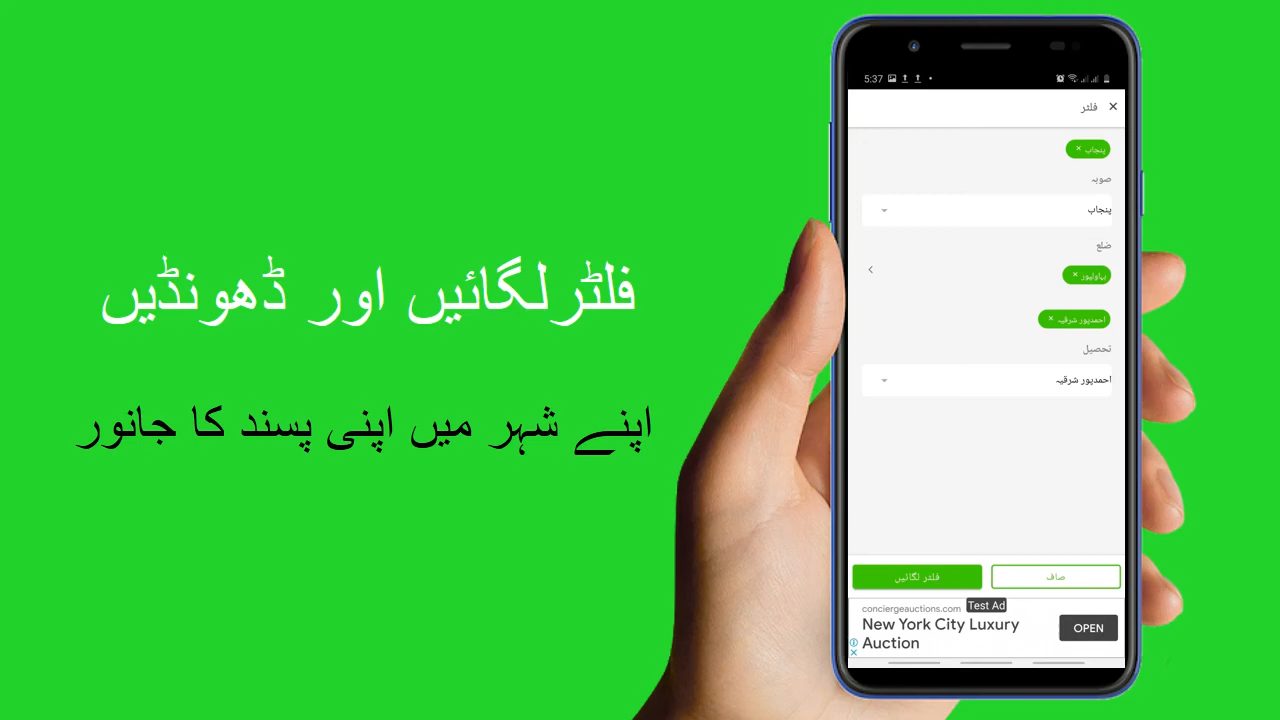 فلٹرلگائیں اور ڈھونڈیں
اپنے شہر میں اپنی پسند کا جانور
5:37
فلٹر
پنجاب
صوبہ
پنجاب
ضلع
بہاولپور
احمدپور شرقیہ
تحصیل
احمدپور شرقیہ
صاف
فلٹر لگائیں
conciergeauctions.com
Test Ad
New York City Luxury
Auction
OPEN